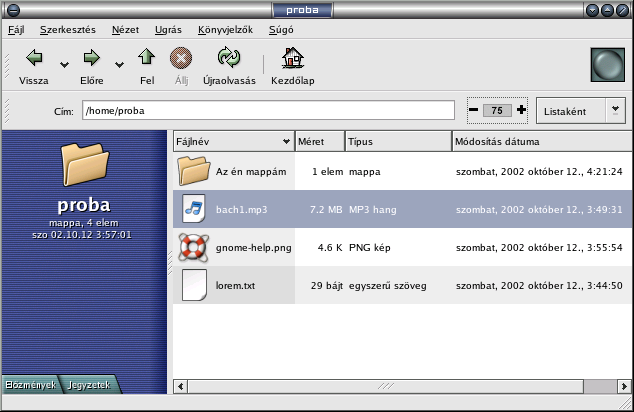 proba
Fájl Szerkesztés Nézet Ugrás Könyvjelzők Súgó
Vissza Előre Fel Állj Újraolvasás Kezdőlap
Cím: /home/proba 75 Listaként
Fájlnév Méret Típus Módosítás dátuma
Az én mappám 1 elem mappa szombat, 2002 október 12., 4:21:24
bach1.mp3 7.2 MB MP3 hang szombat, 2002 október 12., 3:49:31
gnome-help.png 4.6 K PNG kép szombat, 2002 október 12., 3:55:54
lorem.txt 29 bájt egyszerű szöveg szombat, 2002 október 12., 3:44:50
proba
mappa, 4 elem
szo 02.10.12 3:57:01
Előzmények Jegyzetek